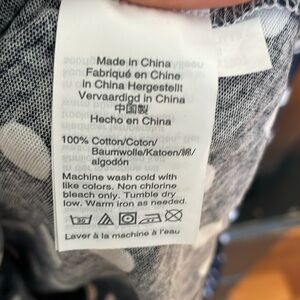 Made in China
Fabriqué en Chine
in China Hergestellt
Vervaardigd in China
中国製
Hecho en China
100% Cotton/Coton/
Baumwolle/Katoen/綿/
algodón
Machine wash cold with
like colors. Non chlorine
bleach only. Tumble dry
low. Warm iron as needed.
Laver à la machine à l'eau